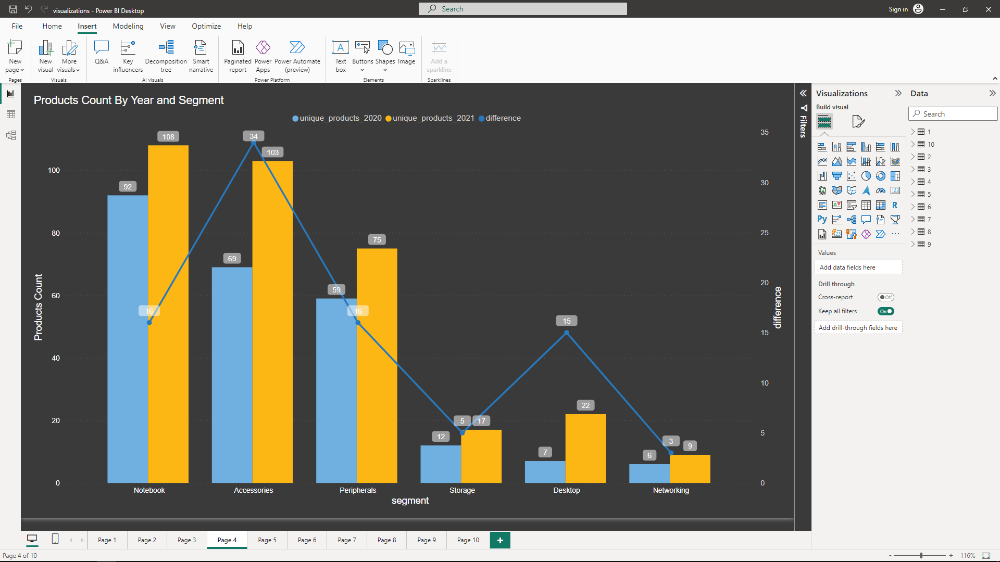 visualizations - Power BI Desktop
Search
Sign in
File
Home
Insert
Modeling
View
Optimize
Help
New page
New visual
More visuals
Q&A
Key influencers
Decomposition tree
Smart narrative
Paginated report
Power Apps
Power Automate (preview)
Text box
Buttons
Shapes
Image
Add a sparkline
Pages
Visuals
AI visuals
Power Platform
Elements
Sparklines
Products Count By Year and Segment
unique_products_2020
unique_products_2021
difference
Products Count
100
80
60
40
20
0
92
108
16
69
34
103
59
16
75
12
5
17
7
15
22
6
3
9
35
30
25
20
15
10
5
0
difference
Notebook
Accessories
Peripherals
Storage
Desktop
Networking
segment
Filters
Visualizations
Build visual
123
R
Py
123
Values
Add data fields here
Drill through
Cross-report
Off
Keep all filters
On
Add drill-through fields here
Data
Search
1
10
2
3
4
5
6
7
8
9
Page 1
Page 2
Page 3
Page 4
Page 5
Page 6
Page 7
Page 8
Page 9
Page 10
+
Page 4 of 10
- + 116%